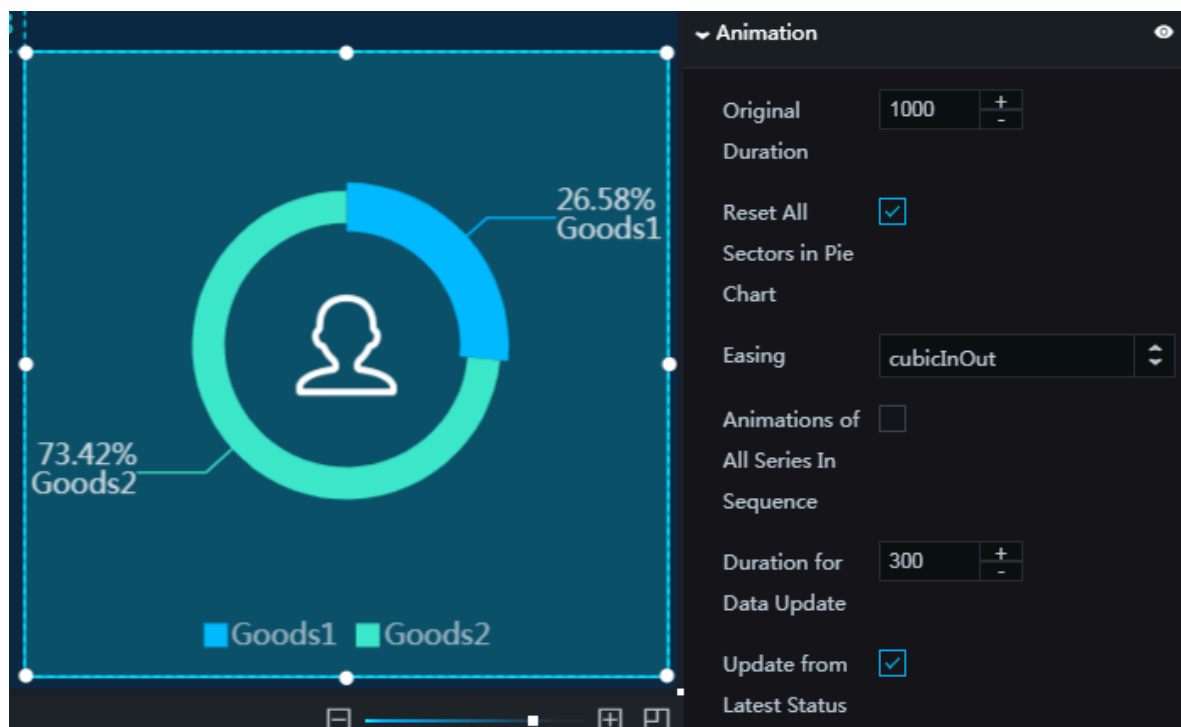 26.58%
Goods1
73.42%
Goods2
Goods1 Goods2
Animation
Original
Duration
1000
+
-
Reset All
Sectors in Pie
Chart
Easing
cubicInOut
Animations of
All Series In
Sequence
Duration for
Data Update
300
+
-
Update from
Latest Status